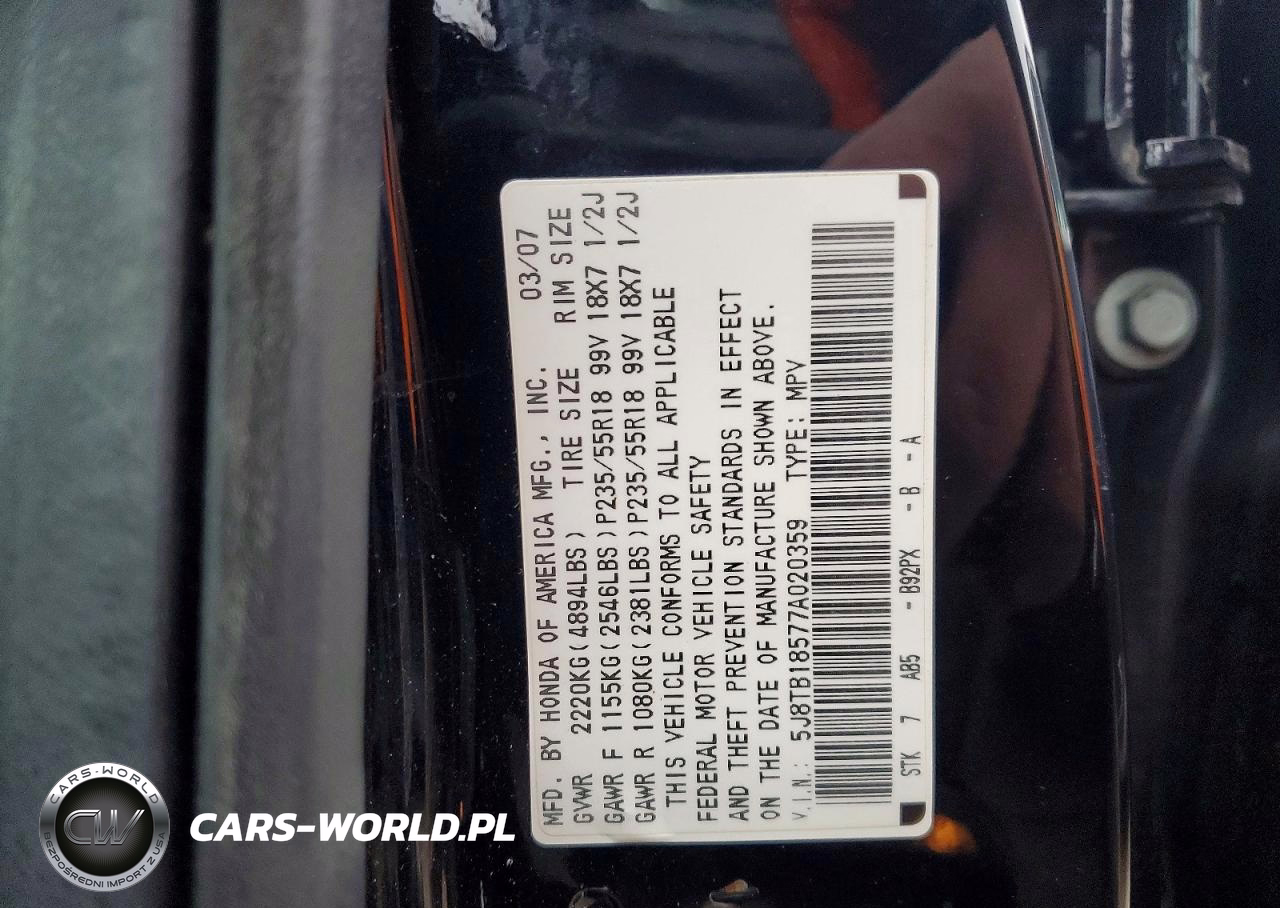 MFD. BY HONDA OF AMERICA MFG., INC. 03/07
GVWR 2220KG(4894LBS) TIRE SIZE RIM SIZE
GAWR F 1155KG(2546LBS)P235/55R18 99V 18X7 1/2J
GAWR R 1080KG(2381LBS)P235/55R18 99V 18X7 1/2J
THIS VEHICLE CONFORMS TO ALL APPLICABLE
FEDERAL MOTOR VEHICLE SAFETY
AND THEFT PREVENTION STANDARDS IN EFFECT
ON THE DATE OF MANUFACTURE SHOWN ABOVE.
V.I.N.: 5J8TB18577A020359 TYPE: MPV
STK 7 AB5 - B92PX - B - A
CARS-WORLD
CW
BEZPOŚREDNI IMPORT Z USA
CARS-WORLD.PL